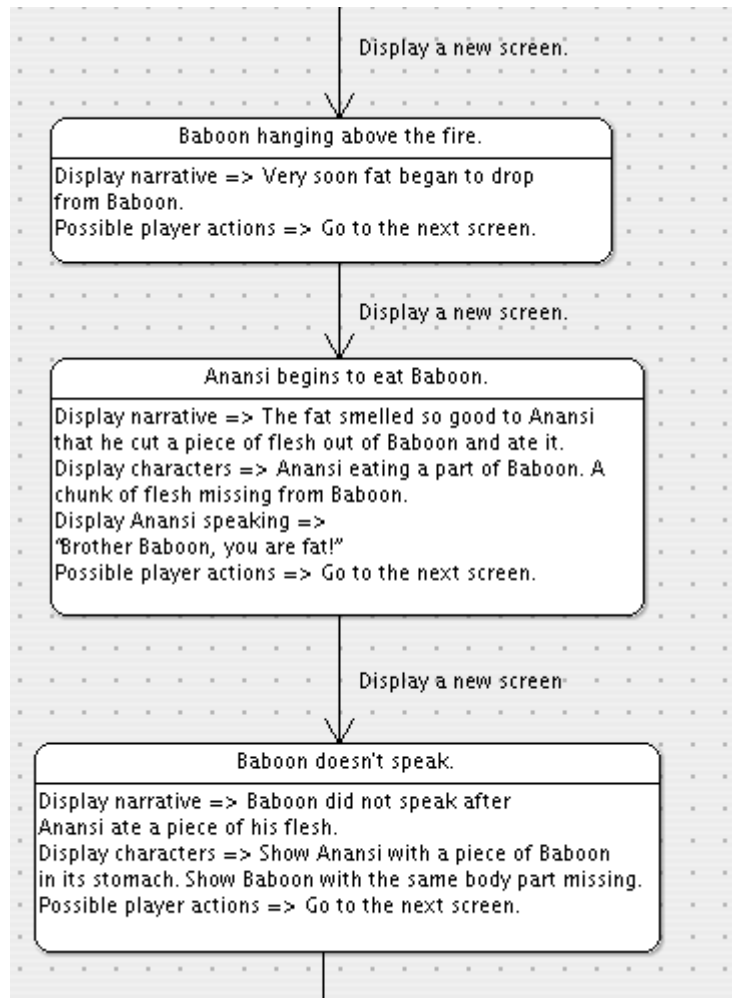 Display a new screen.
Baboon hanging above the fire.
Display narrative => Very soon fat began to drop
from Baboon.
Possible player actions => Go to the next screen.
Display a new screen.
Anansi begins to eat Baboon.
Display narrative => The fat smelled so good to Anansi
that he cut a piece of flesh out of Baboon and ate it.
Display characters => Anansi eating a part of Baboon. A
chunk of flesh missing from Baboon.
Display Anansi speaking =>
“Brother Baboon, you are fat!”
Possible player actions => Go to the next screen.
Display a new screen
Baboon doesn't speak.
Display narrative => Baboon did not speak after
Anansi ate a piece of his flesh.
Display characters => Show Anansi with a piece of Baboon
in its stomach. Show Baboon with the same body part missing.
Possible player actions => Go to the next screen.